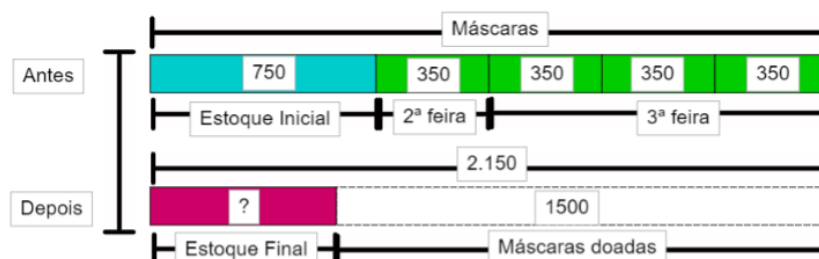 Máscaras
Antes
750 350 350 350 350
Estoque Inicial 2ª feira 3ª feira
2.150
Depois
? 1500
Estoque Final Máscaras doadas